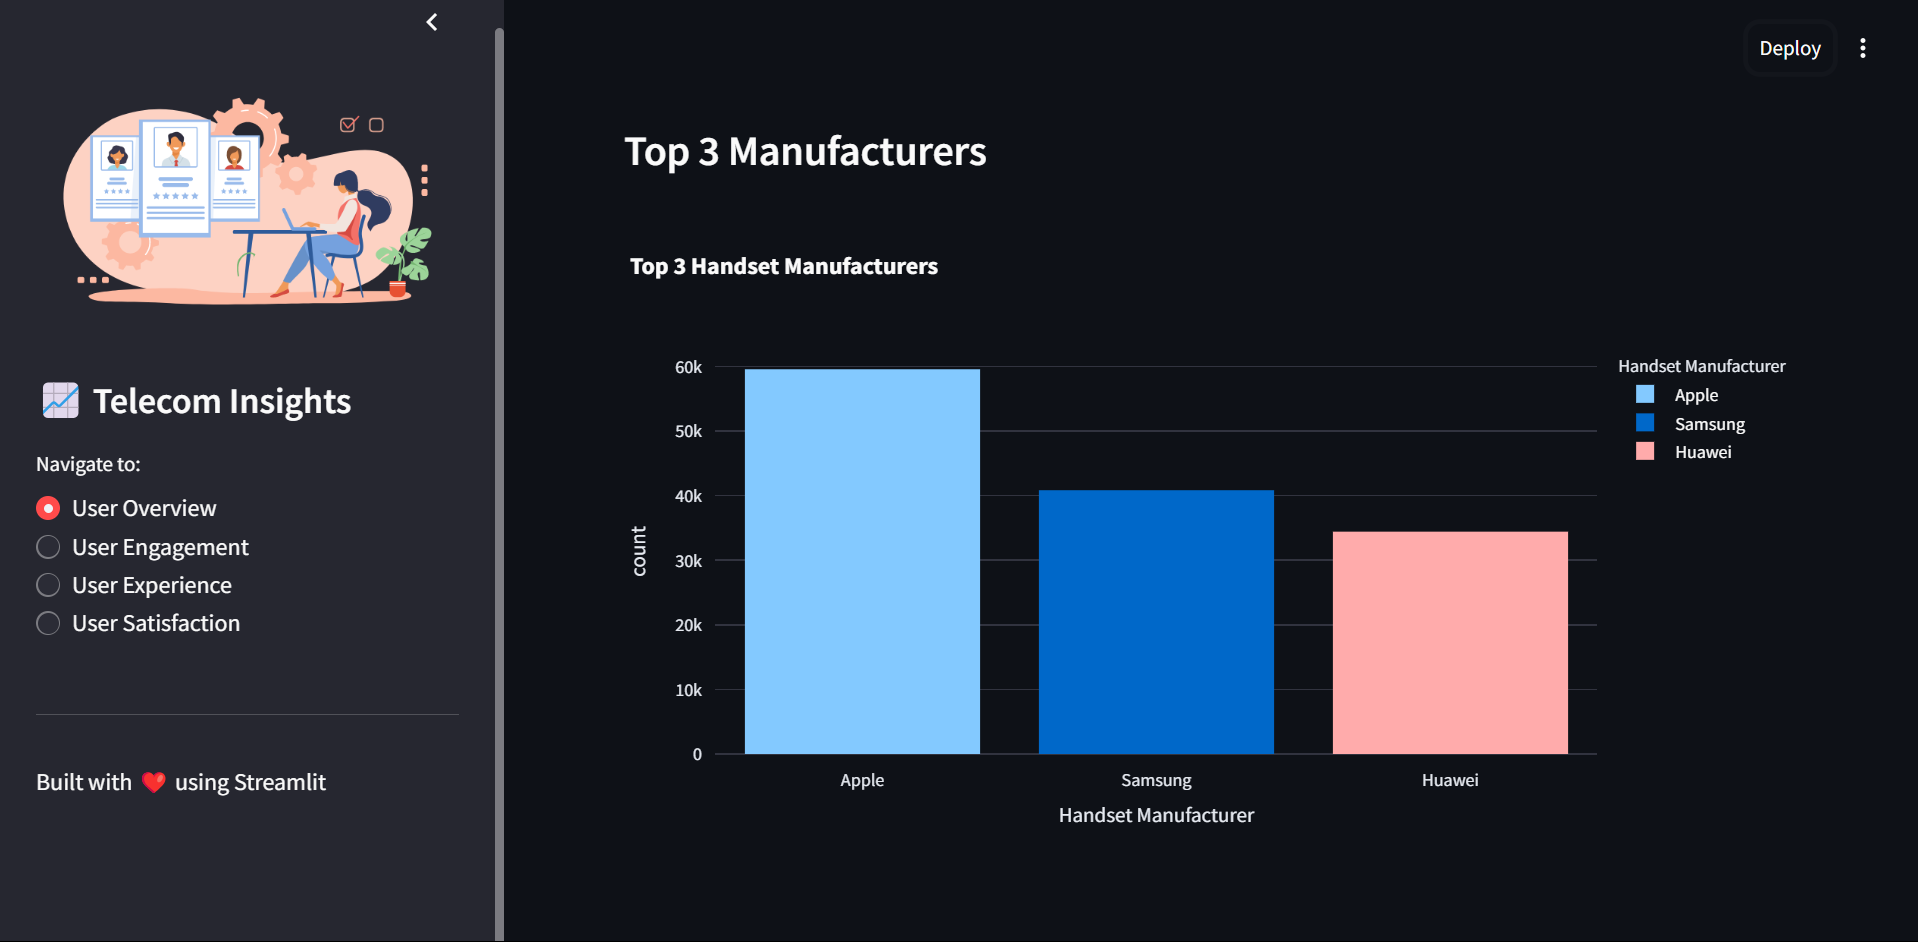 Telecom Insights
Navigate to:
User Overview
User Engagement
User Experience
User Satisfaction
Built with ❤️ using Streamlit
Deploy
Top 3 Manufacturers
Top 3 Handset Manufacturers
60k
50k
40k
30k
20k
10k
0
count
Apple
Samsung
Huawei
Handset Manufacturer
Handset Manufacturer
Apple
Samsung
Huawei